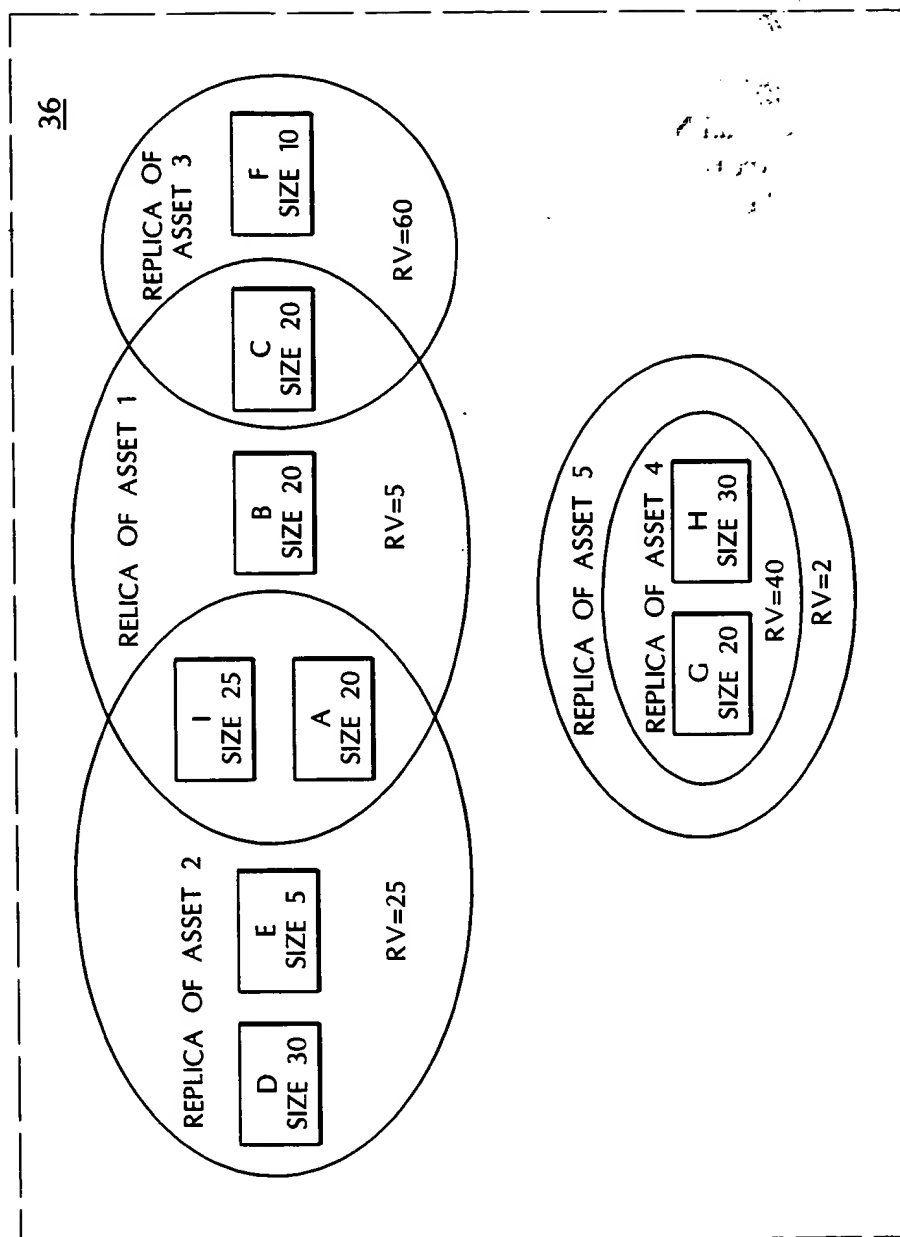 36
REPLICA OF ASSET 2
D
SIZE 30
E
SIZE 5
RV=25
I
SIZE 25
A
SIZE 20
RELICA OF ASSET 1
B
SIZE 20
RV=5
C
SIZE 20
REPLICA OF
ASSET 3
F
SIZE 10
RV=60
REPLICA OF ASSET 5
REPLICA OF ASSET 4
G
SIZE 20
H
SIZE 30
RV=40
RV=2